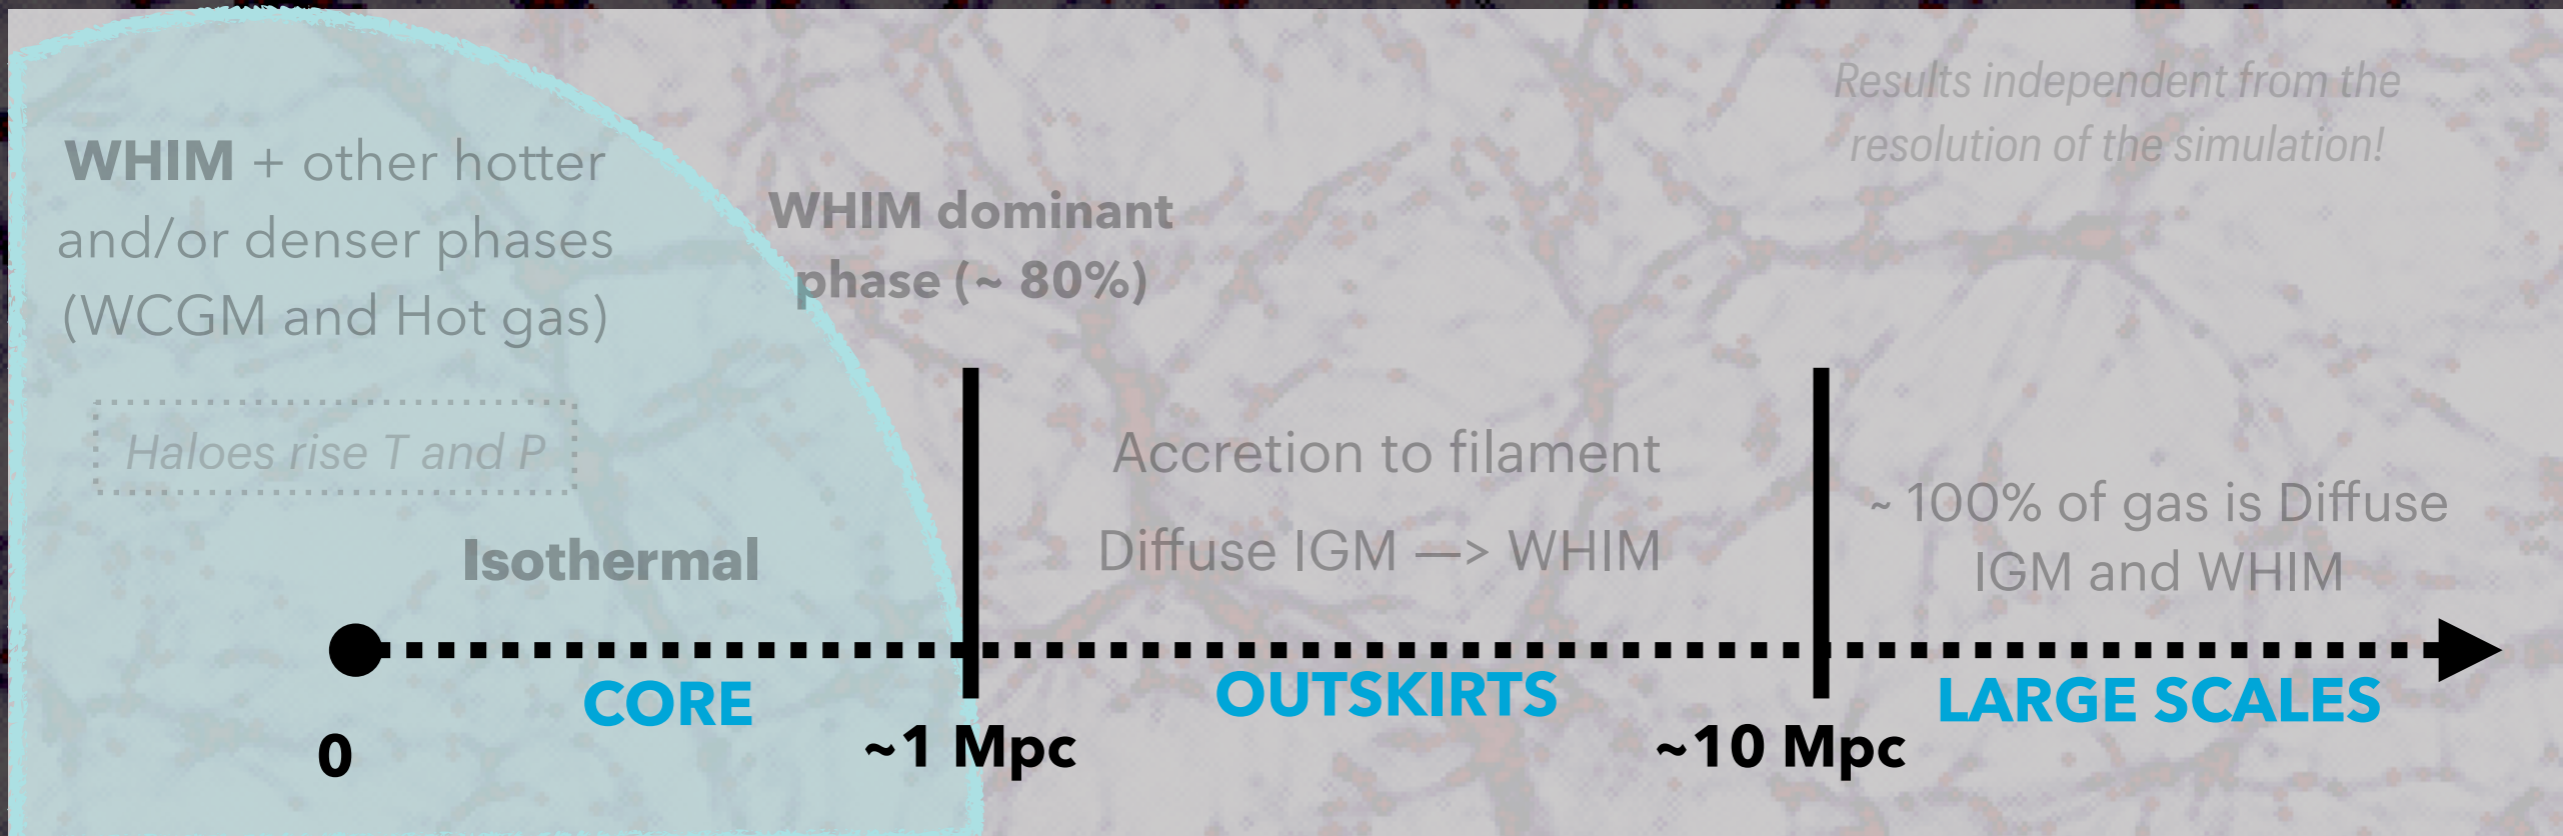 WHIM + other hotter
and/or denser phases
(WCGM and Hot gas)
Haloes rise T and P
Isothermal
WHIM dominant
phase (~ 80%)
Accretion to filament
Diffuse IGM —> WHIM
Results independent from the
resolution of the simulation!
~ 100% of gas is Diffuse
IGM and WHIM
CORE
OUTSKIRTS
LARGE SCALES
0
~1 Mpc
~10 Mpc